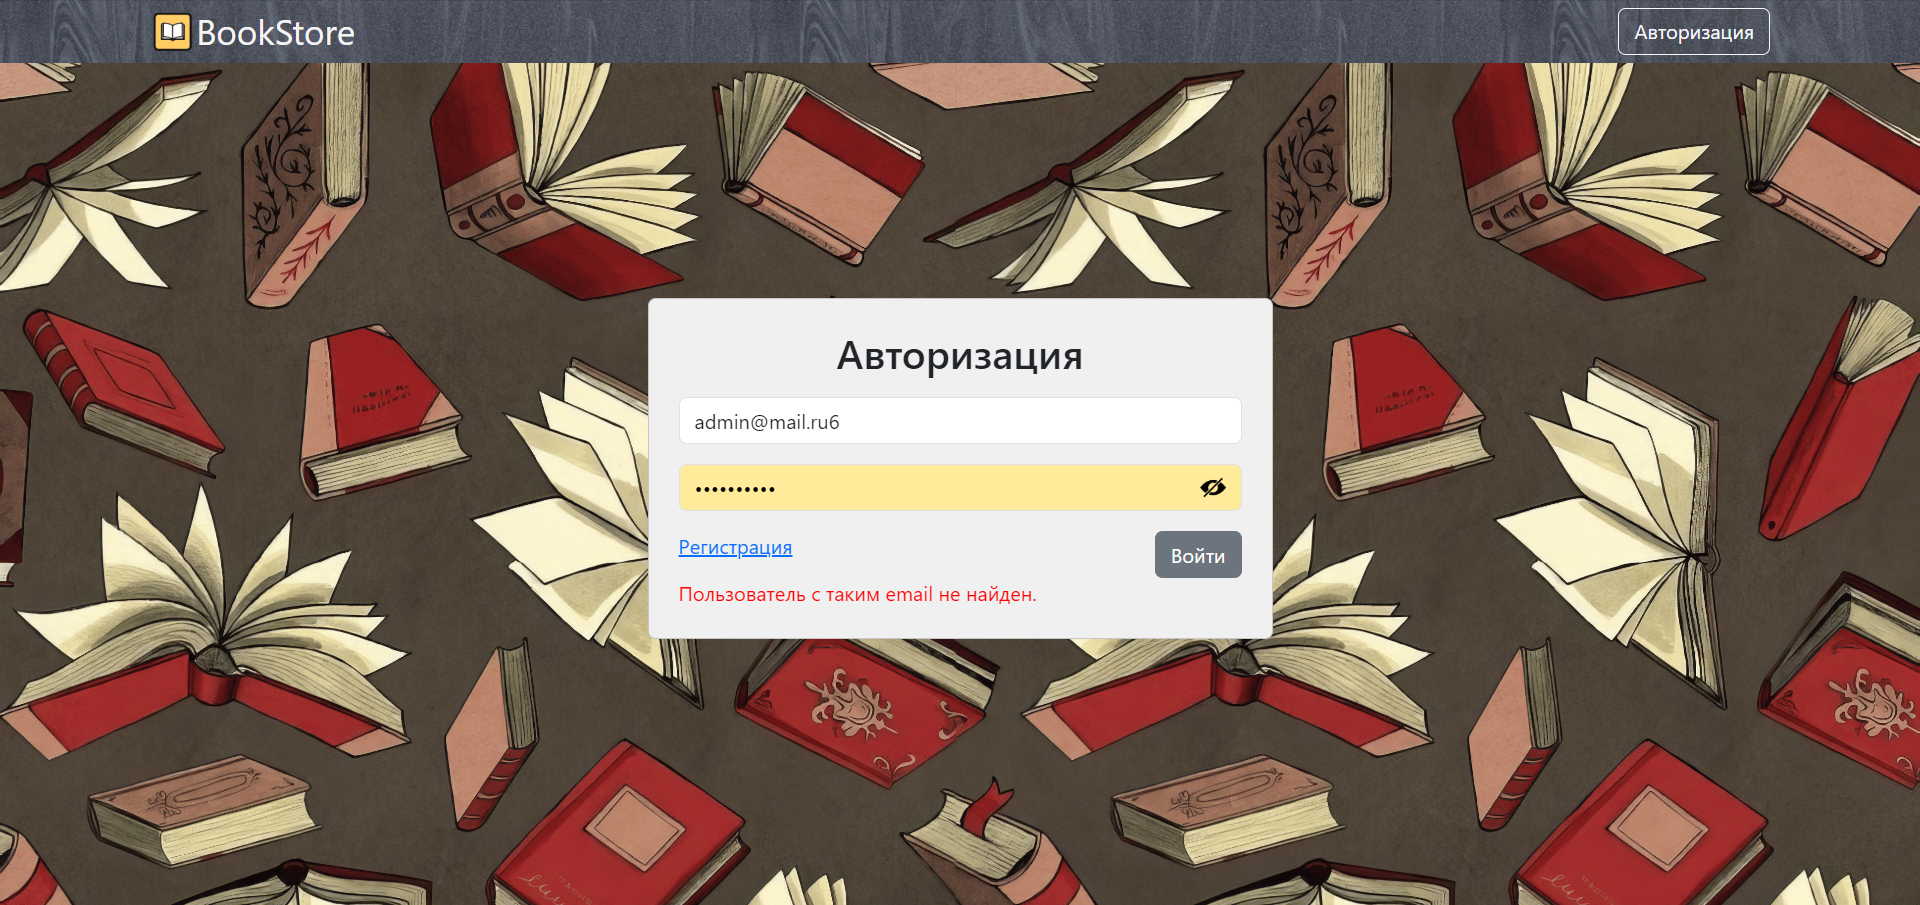 BookStore
Авторизация
Авторизация
admin@mail.ru6
••••••••••
Регистрация
Войти
Пользователь с таким email не найден.